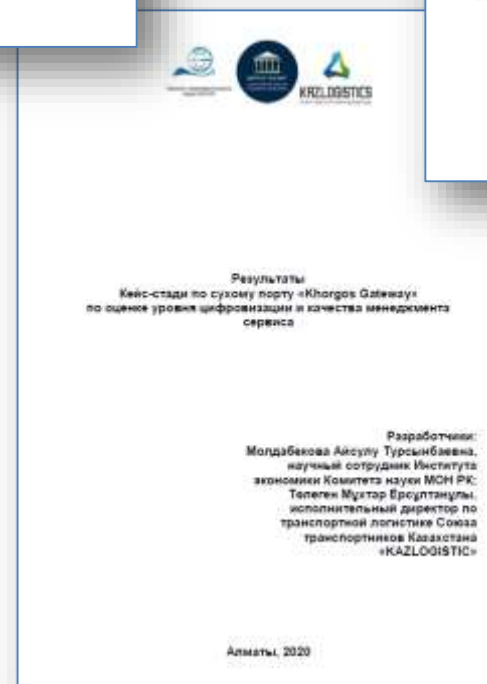 KAZLOGISTICS
Результаты
Кейс-стади по сухому порту «Khorgos Gateway»
по оценке уровня цифровизации и качества менеджмента
сервиса
Разработчики:
Молдабекова Айсулу Турсынбаевна,
научный сотрудник Института
экономики Комитета науки МОН РК;
Телеген Мұхтар Ерсұлтанұлы,
исполнительный директор по
транспортной логистике Союза
транспортников Казахстана
«KAZLOGISTIC»
Алматы, 2020